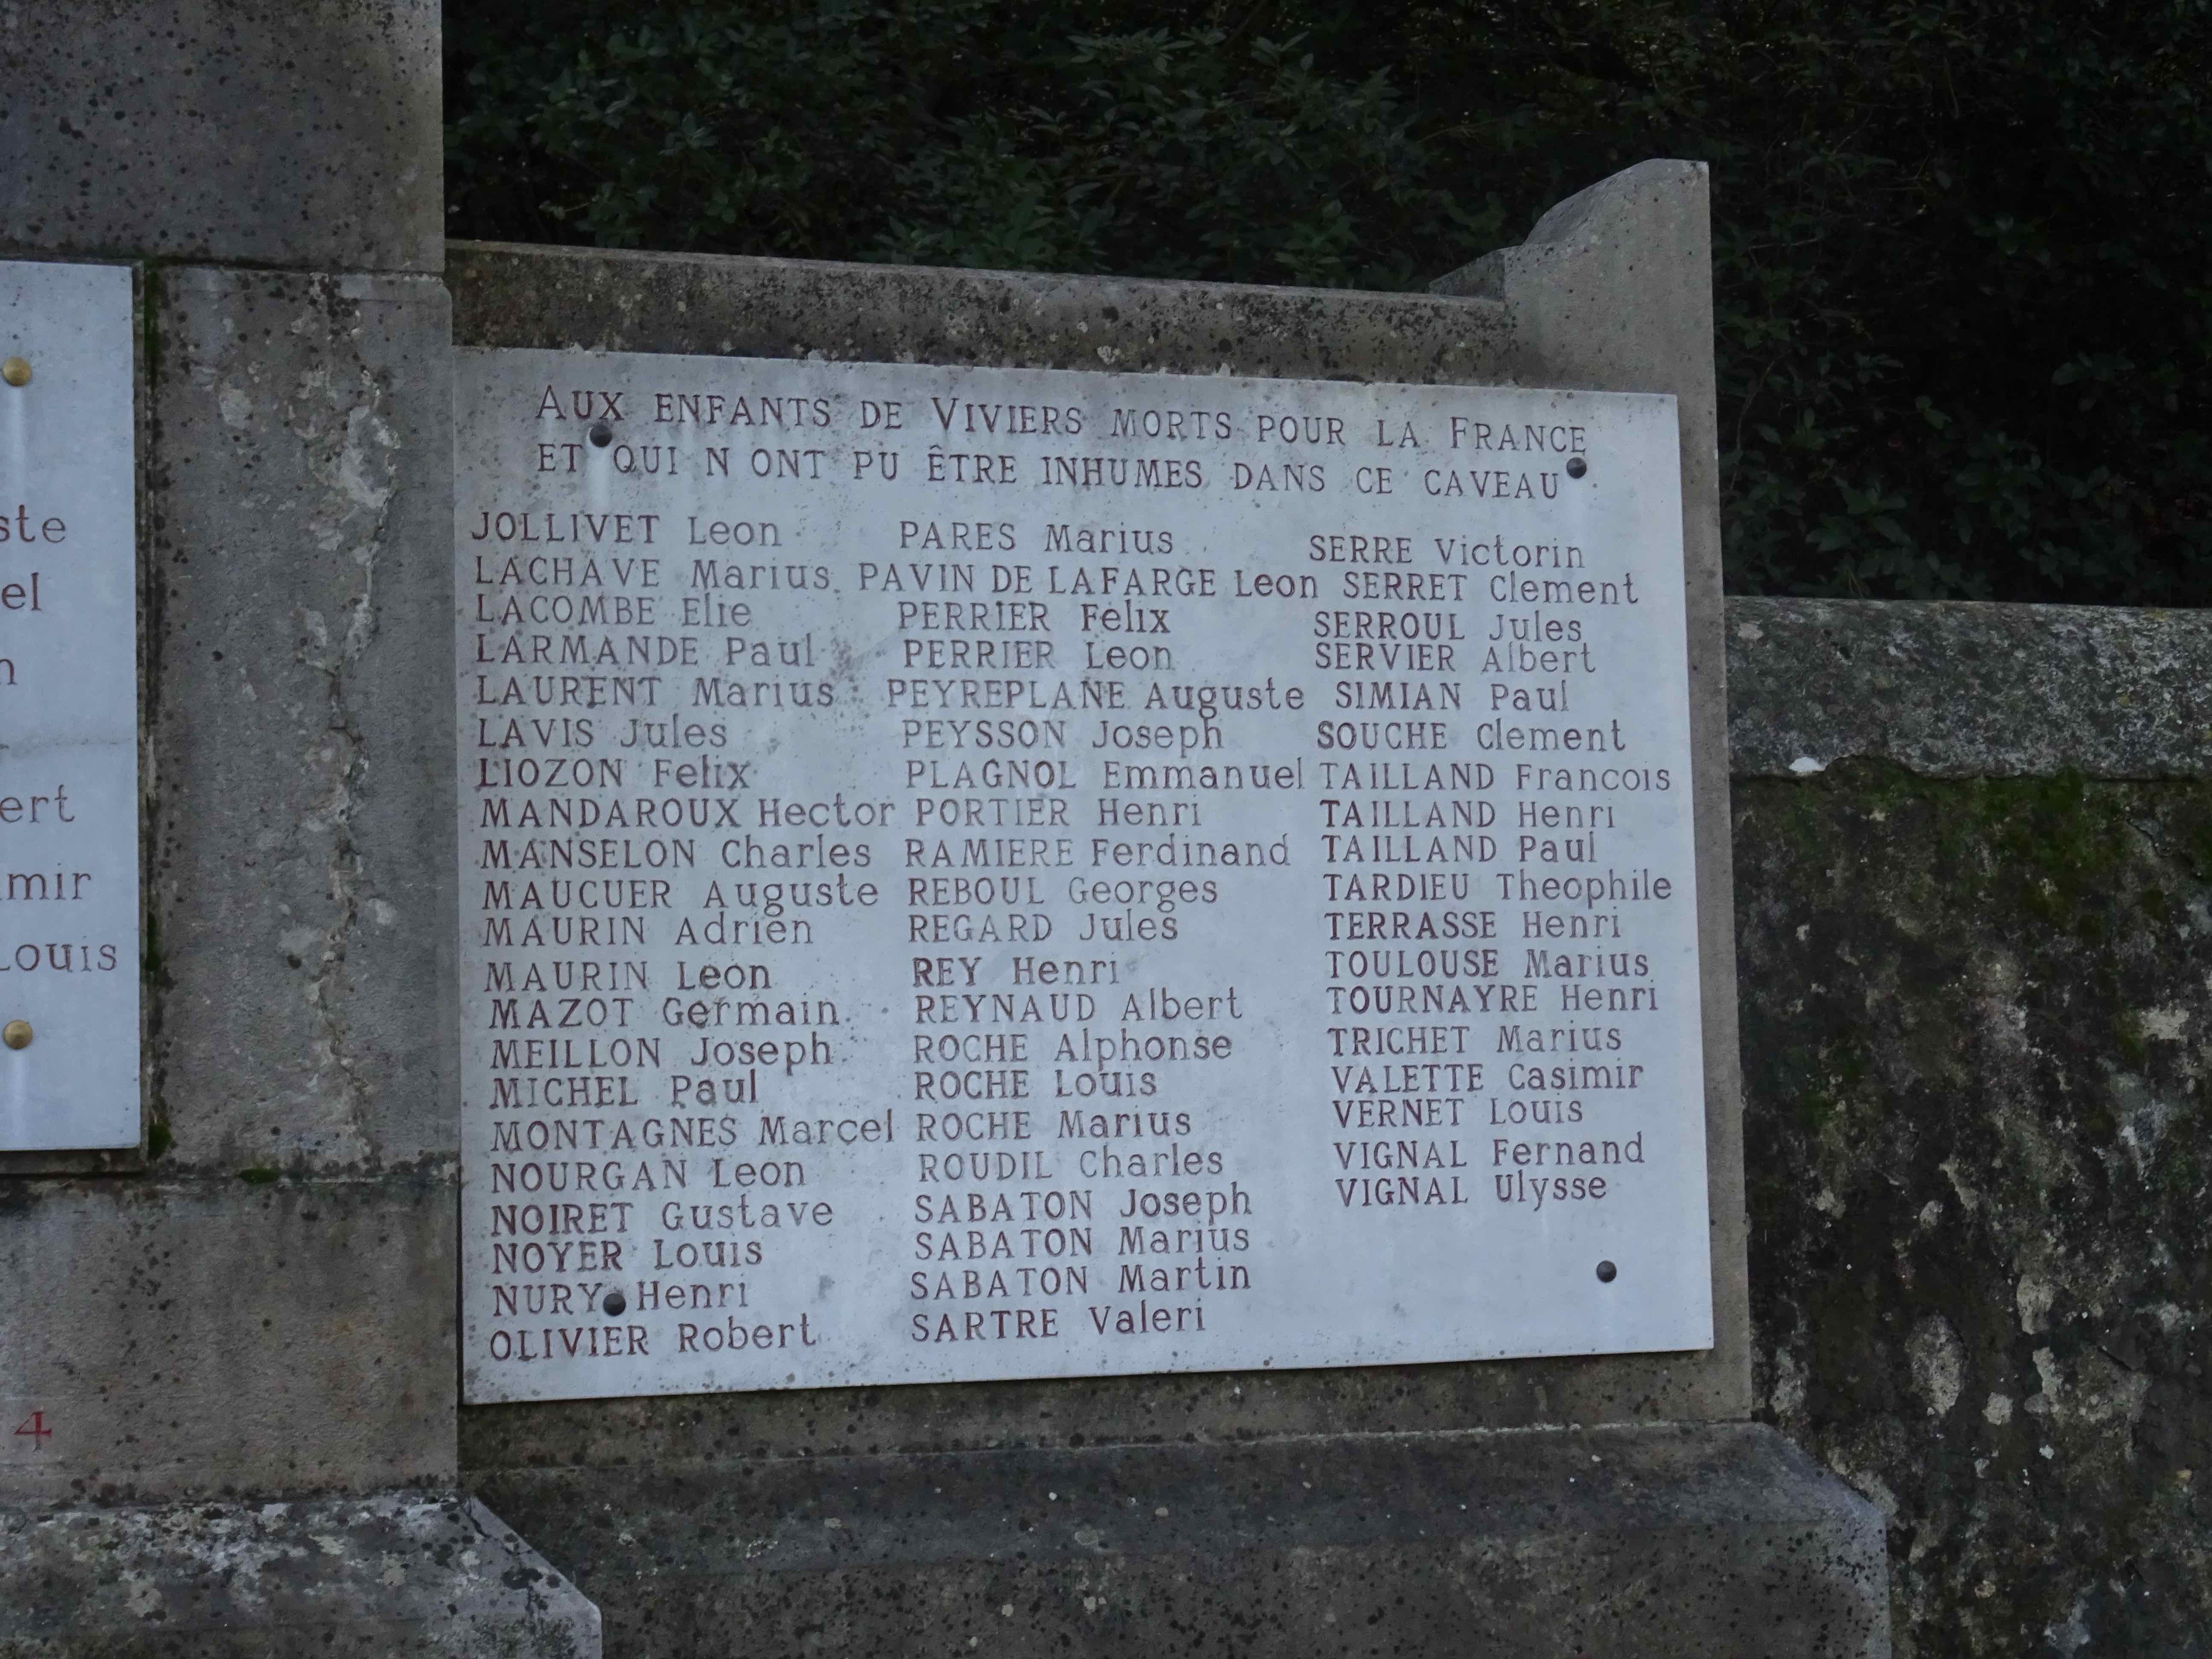 ste
el
n
ert
imir
Louis
4
AUX ENFANTS DE VIVIERS MORTS POUR LA FRANCE
ET QUI N ONT PU ÊTRE INHUMES DANS CE CAVEAU
JOLLIVET Leon
LACHAVE Marius
LACOMBE Elie
LARMANDE Paul
LAURENT Marius
LAVIS Jules
LIOZON Felix
MANDAROUX Hector
MANSELON Charles
MAUCUER Auguste
MAURIN Adrien
MAURIN Leon
MAZOT Germain
MEILLON Joseph
MICHEL Paul
MONTAGNES Marcel
NOURGAN Leon
NOIRET Gustave
NOYER Louis
NURY Henri
OLIVIER Robert
PARES Marius
PAVIN DE LAFARGE Leon
PERRIER Felix
PERRIER Leon
PEYREPLANE Auguste
PEYSSON Joseph
PLAGNOL Emmanuel
PORTIER Henri
RAMIERE Ferdinand
REBOUL Georges
REGARD Jules
REY Henri
REYNAUD Albert
ROCHE Alphonse
ROCHE Louis
ROCHE Marius
ROUDIL Charles
SABATON Joseph
SABATON Marius
SABATON Martin
SARTRE Valeri
SERRE Victorin
SERRET Clement
SERROUL Jules
SERVIER Albert
SIMIAN Paul
SOUCHE Clement
TAILLAND Francois
TAILLAND Henri
TAILLAND Paul
TARDIEU Theophile
TERRASSE Henri
TOULOUSE Marius
TOURNAYRE Henri
TRICHET Marius
VALETTE Casimir
VERNET Louis
VIGNAL Fernand
VIGNAL Ulysse